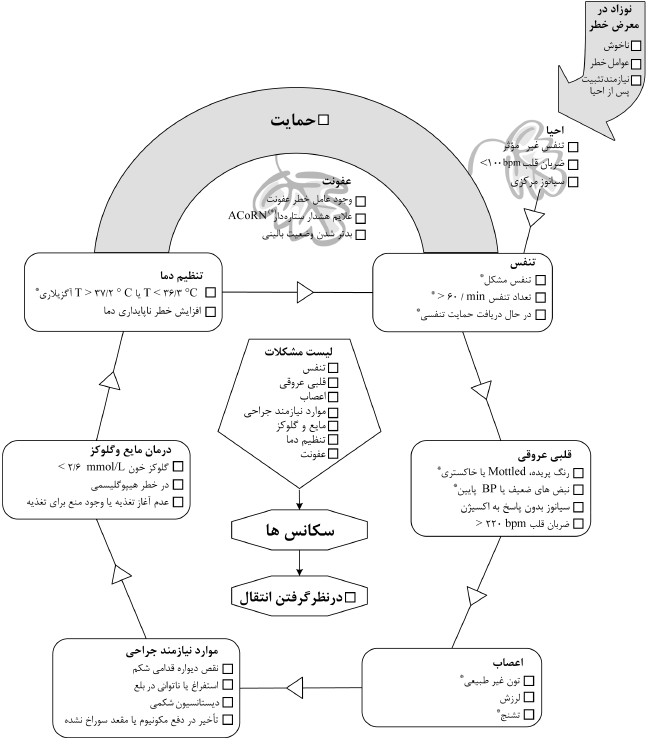 نوزاد در
معرض خطر
ناخوش
عوامل خطر
نیازمند تثبیت
پس از احیا
احیا
تنفس غیر مؤثر
ضربان قلب ۱۰۰bpm>
سیانوز مرکزی
حمایت
عفونت
وجود عامل خطر عفونت
علایم هشدار ستاره‌دار* ACoRN
بدتر شدن وضعیت بالینی
تنفس
تنفس مشکل*
تعداد تنفس ۶۰ / min < *
در حال دریافت حمایت تنفسی*
قلبی عروقی
رنگ پریده، Mottled یا خاکستری*
نبض های ضعیف یا BP پایین*
سیانوز بدون پاسخ به اکسیژن
ضربان قلب ۲۲۰ bpm <
اعصاب
تون غیر طبیعی*
لرزش
تشنج*
موارد نیازمند جراحی
نقص دیواره قدامی شکم
استفراغ یا ناتوانی در بلع
دیستانسیون شکمی
تأخیر در دفع مکونیوم یا مقعد سوراخ نشده
درمان مایع وگلوکز
گلوکز خون ۲/۶ mmol/L >
در خطر هیپوگلیسمی
عدم آغاز تغذیه یا وجود منع برای تغذیه
تنظیم دما
T < ۳۶/۳ °C یا T > ۳۷/۲ ° C آگزیلاری*
افزایش خطر ناپایداری دما
لیست مشکلات
تنفس
قلبی عروقی
اعصاب
موارد نیازمند جراحی
مایع و گلوکز
تنظیم دما
عفونت
سکانس ها
درنظرگرفتن انتقال